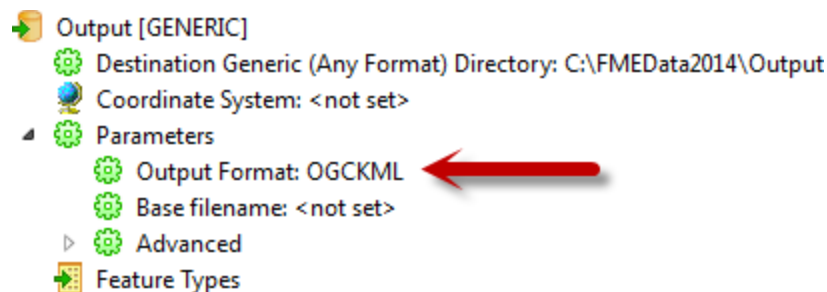 Output [GENERIC]
Destination Generic (Any Format) Directory: C:\FMEData2014\Output
Coordinate System: <not set>
Parameters
Output Format: OGCKML
Base filename: <not set>
Advanced
Feature Types